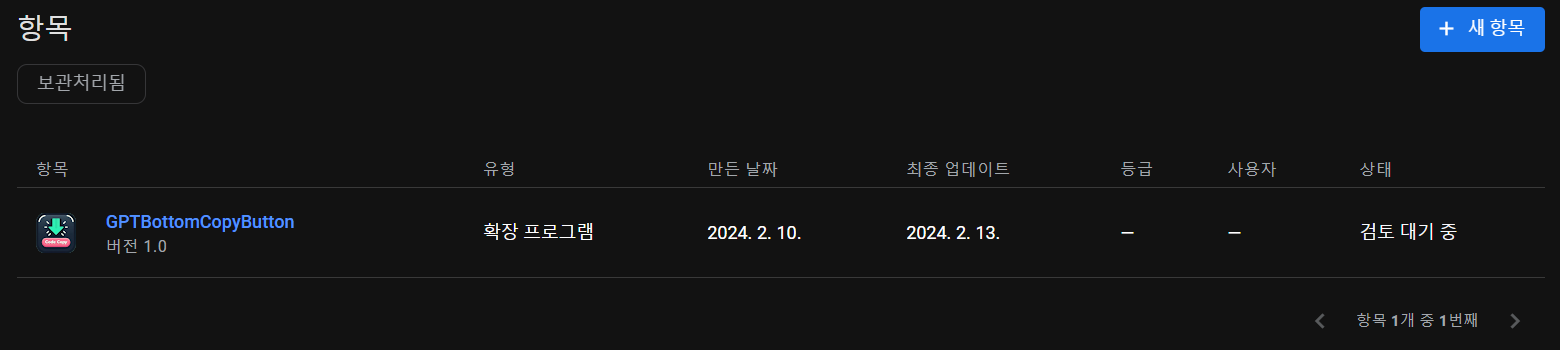 항목
+ 새 항목
보관처리됨
항목 유형 만든 날짜 최종 업데이트 등급 사용자 상태
Code Copy
GPTBottomCopyButton
버전 1.0
확장 프로그램 2024. 2. 10. 2024. 2. 13. – – 검토 대기 중
항목 1개 중 1번째